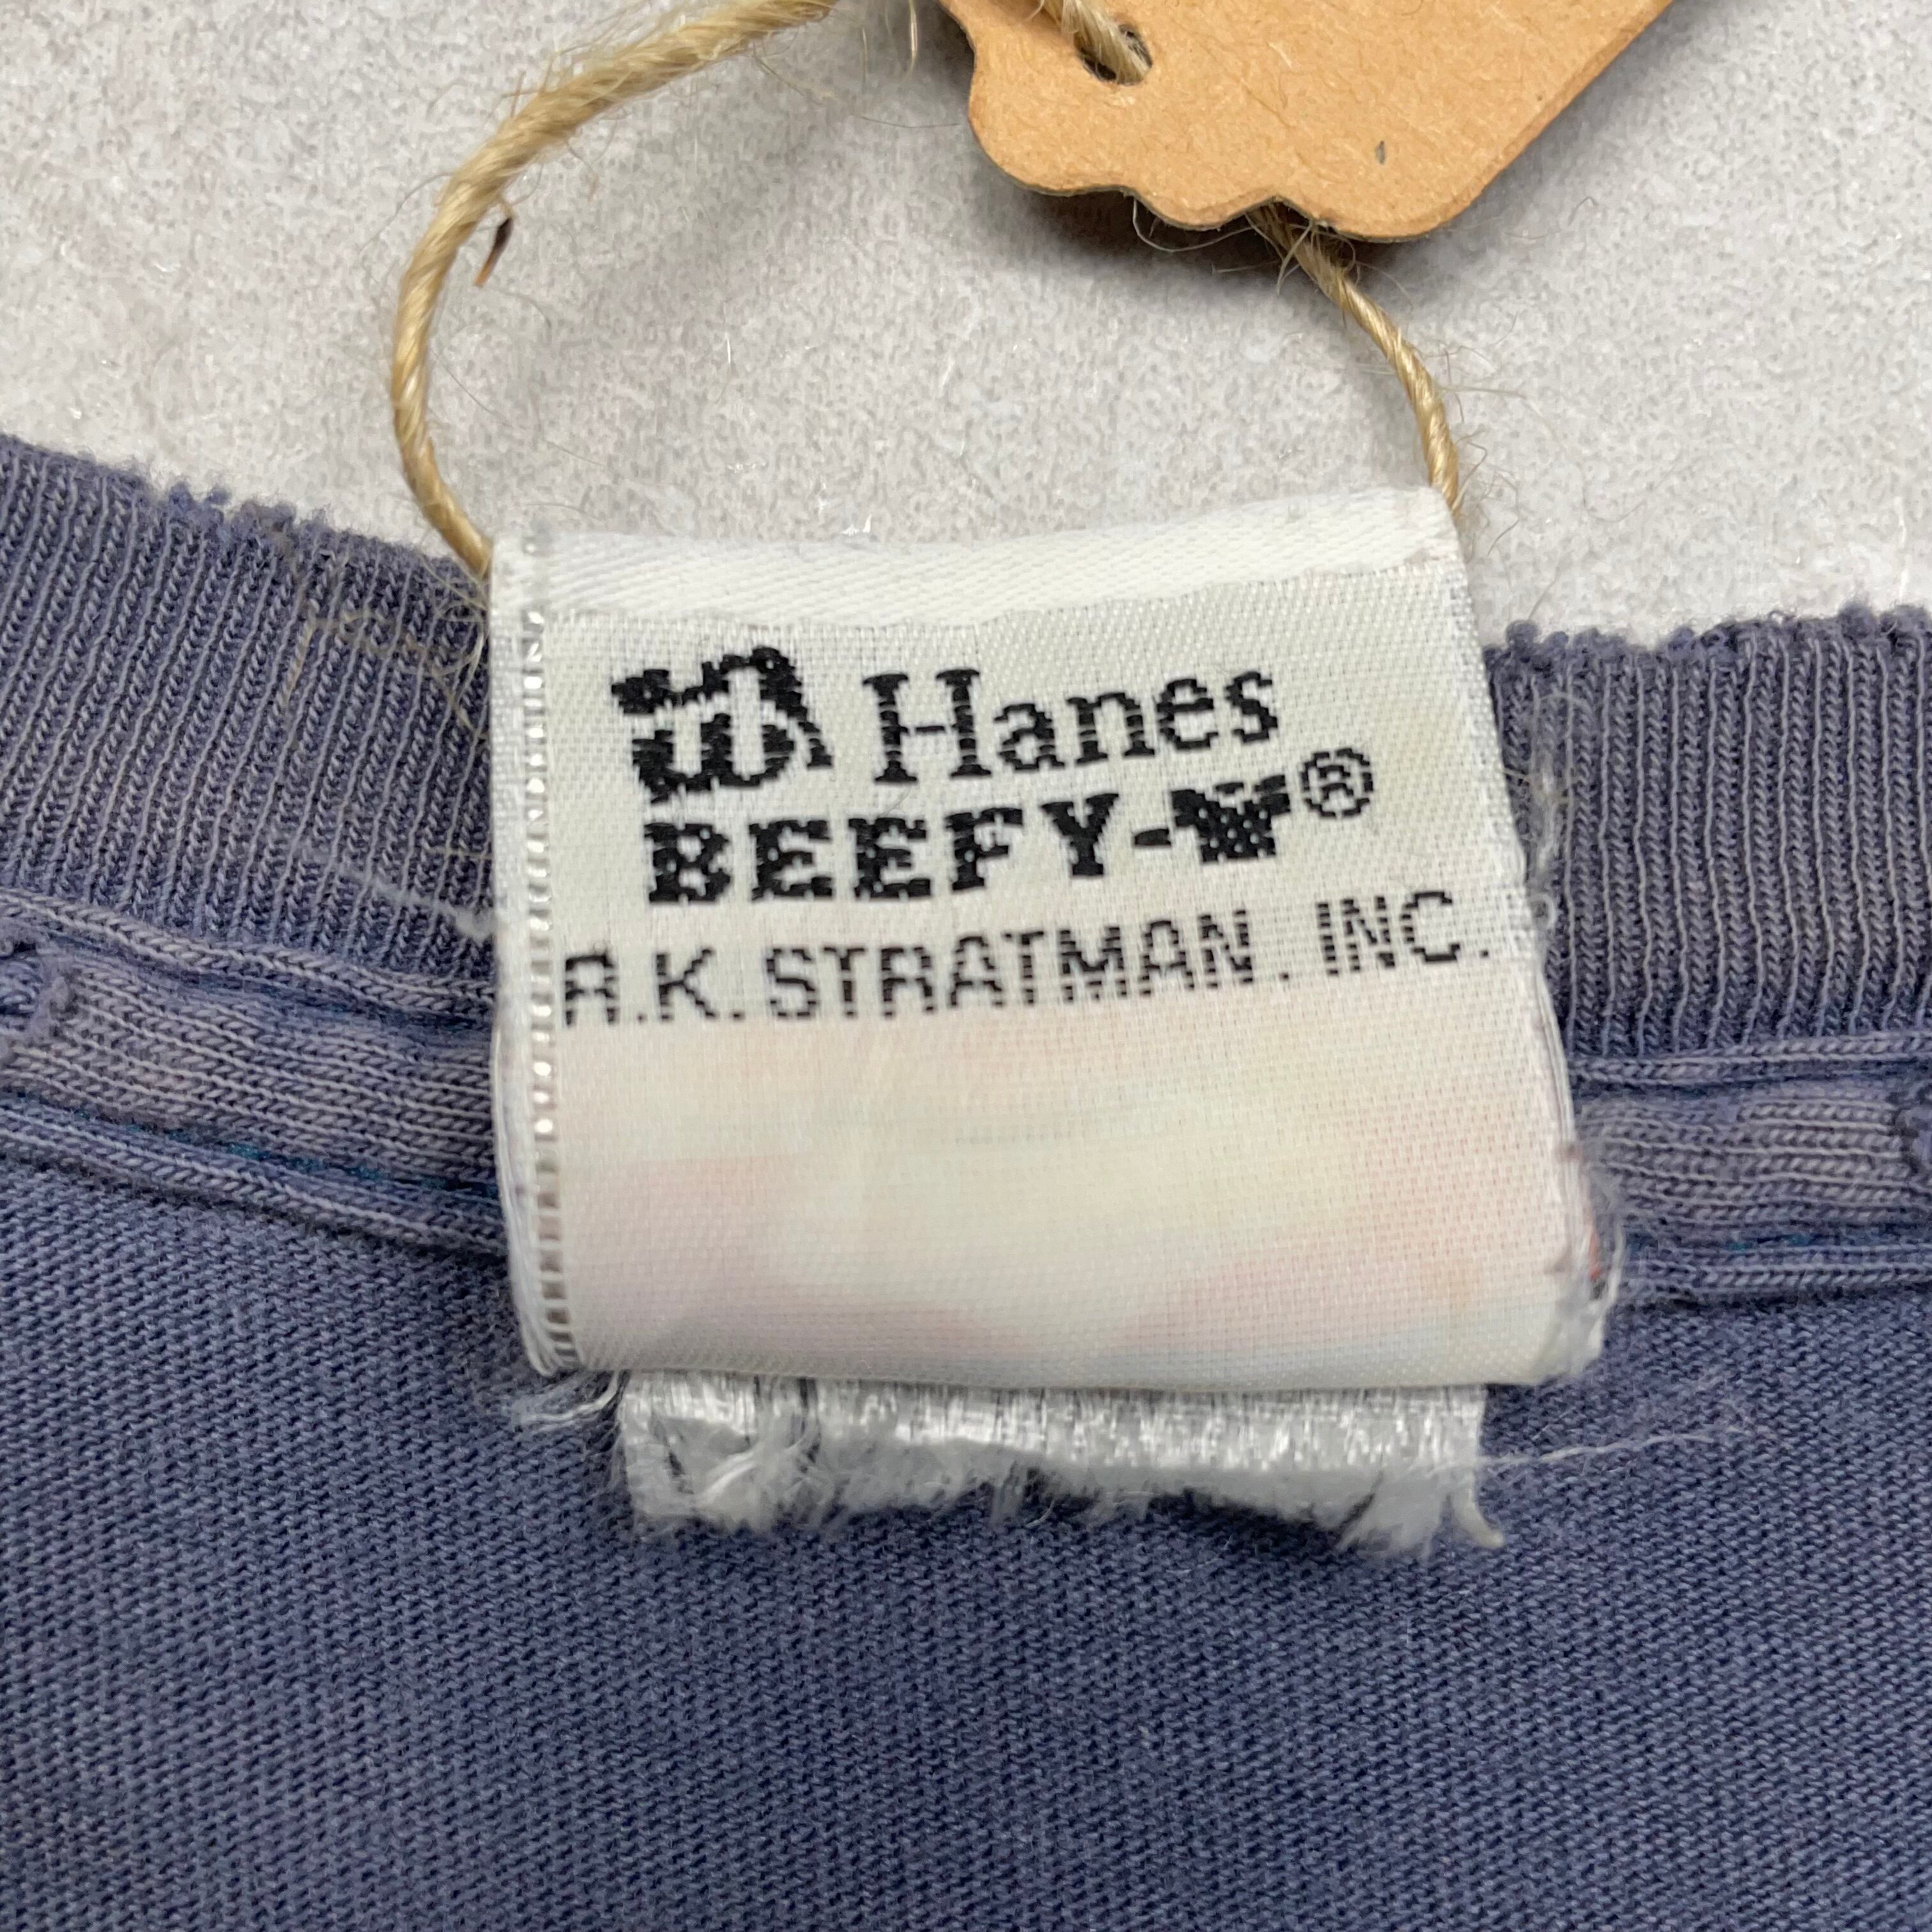 Hanes
BEEFY-T®
R.K. STRATMAN, INC.